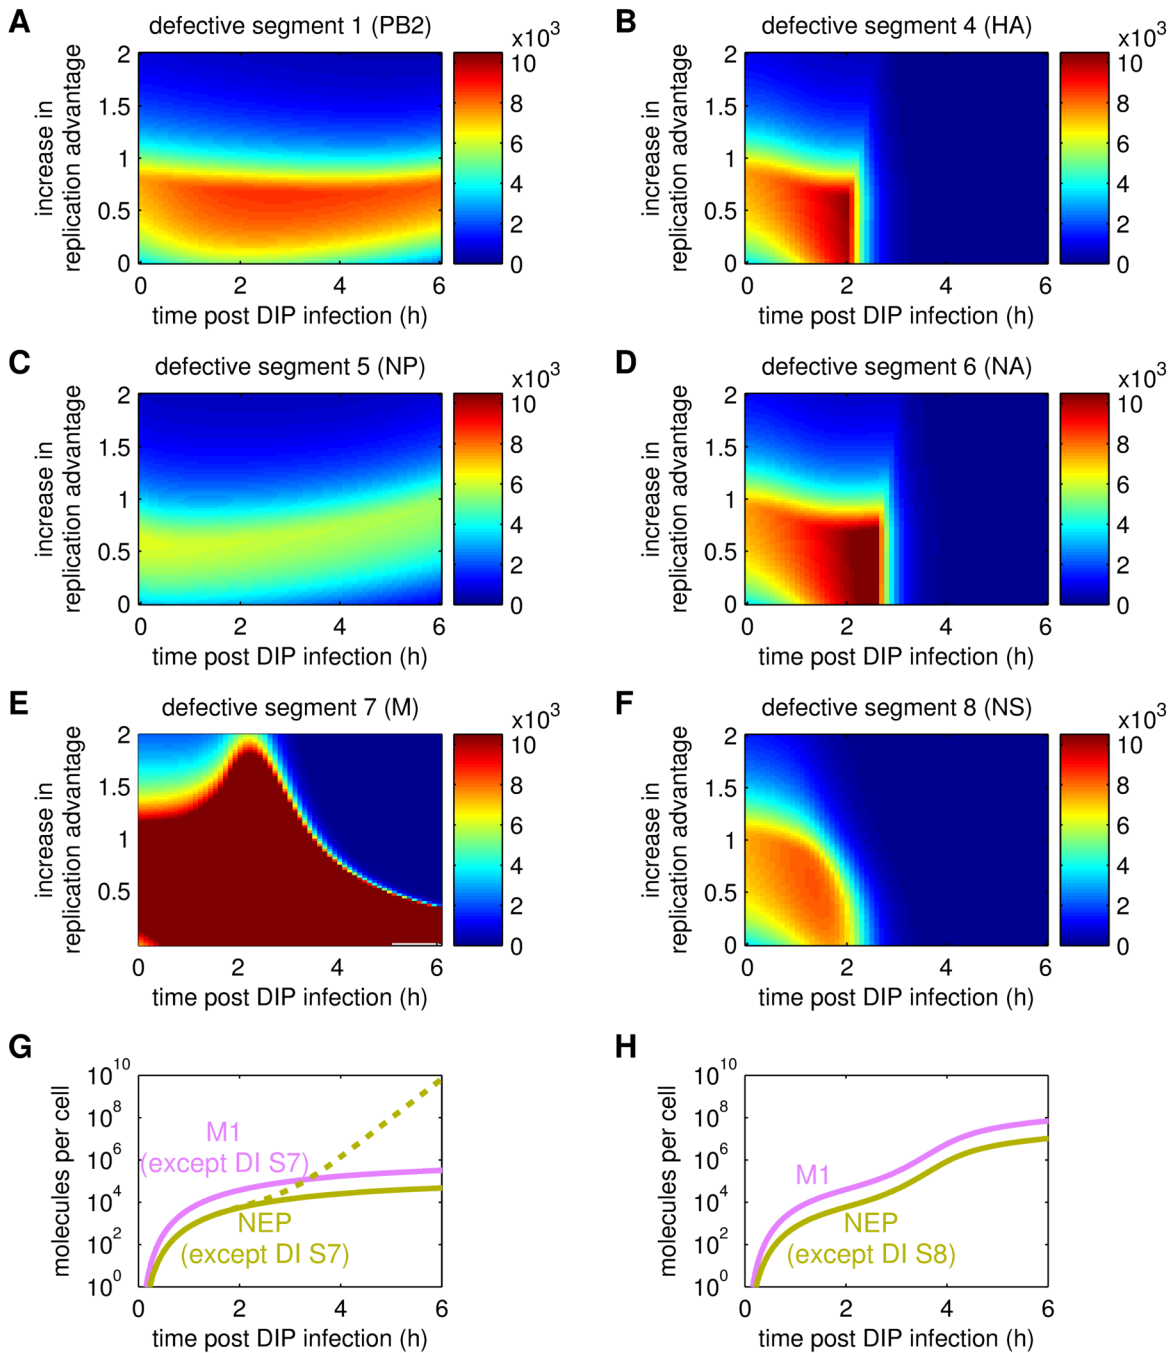 A
defective segment 1 (PB2)
x10³
increase in
replication advantage
2
1.5
1
0.5
0
0 2 4 6
time post DIP infection (h)
10
8
6
4
2
0
B
defective segment 4 (HA)
x10³
increase in
replication advantage
2
1.5
1
0.5
0
0 2 4 6
time post DIP infection (h)
10
8
6
4
2
0
C
defective segment 5 (NP)
x10³
increase in
replication advantage
2
1.5
1
0.5
0
0 2 4 6
time post DIP infection (h)
10
8
6
4
2
0
D
defective segment 6 (NA)
x10³
increase in
replication advantage
2
1.5
1
0.5
0
0 2 4 6
time post DIP infection (h)
10
8
6
4
2
0
E
defective segment 7 (M)
x10³
increase in
replication advantage
2
1.5
1
0.5
0 2 4 6
time post DIP infection (h)
10
8
6
4
2
0
F
defective segment 8 (NS)
x10³
increase in
replication advantage
2
1.5
1
0.5
0
0 2 4 6
time post DIP infection (h)
10
8
6
4
2
0
G
molecules per cell
10¹⁰
10⁸
10⁶
10⁴
10²
10⁰
M1
(except DI S7)
NEP
(except DI S7)
0 2 4 6
time post DIP infection (h)
H
molecules per cell
10¹⁰
10⁸
10⁶
10⁴
10²
10⁰
M1
NEP
(except DI S8)
0 2 4 6
time post DIP infection (h)